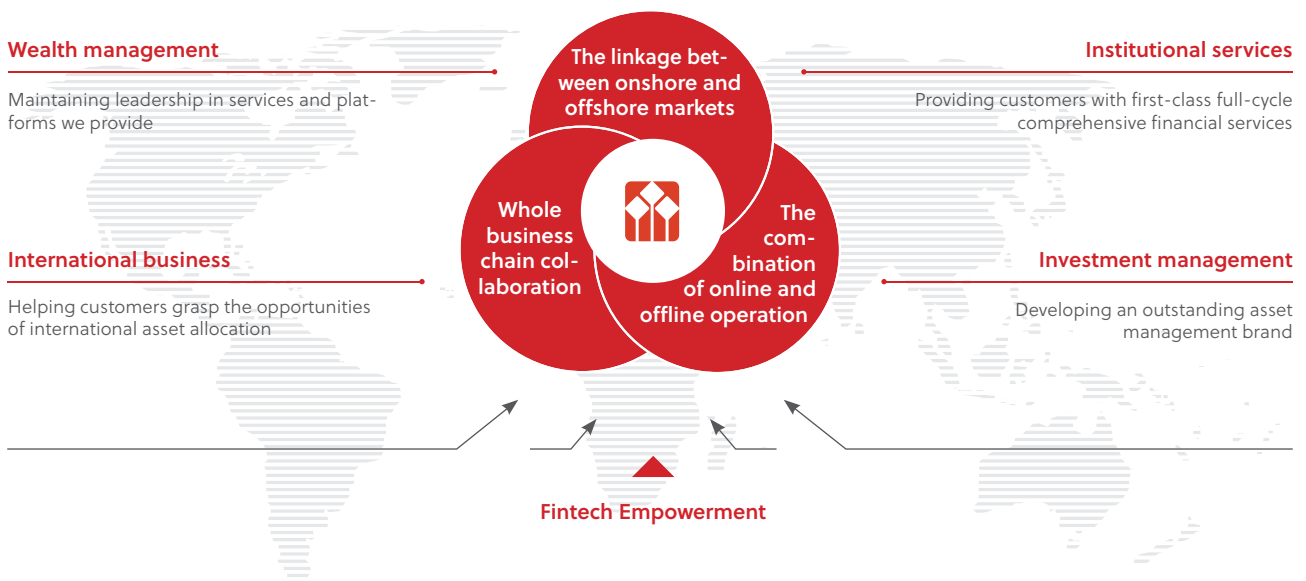 Wealth management
Maintaining leadership in services and plat-
forms we provide
International business
Helping customers grasp the opportunities
of international asset allocation
The linkage bet-
ween onshore and
offshore markets
Whole
business
chain col-
laboration
The
com-
bination
of online and
offline operation
Institutional services
Providing customers with first-class full-cycle
comprehensive financial services
Investment management
Developing an outstanding asset
management brand
Fintech Empowerment